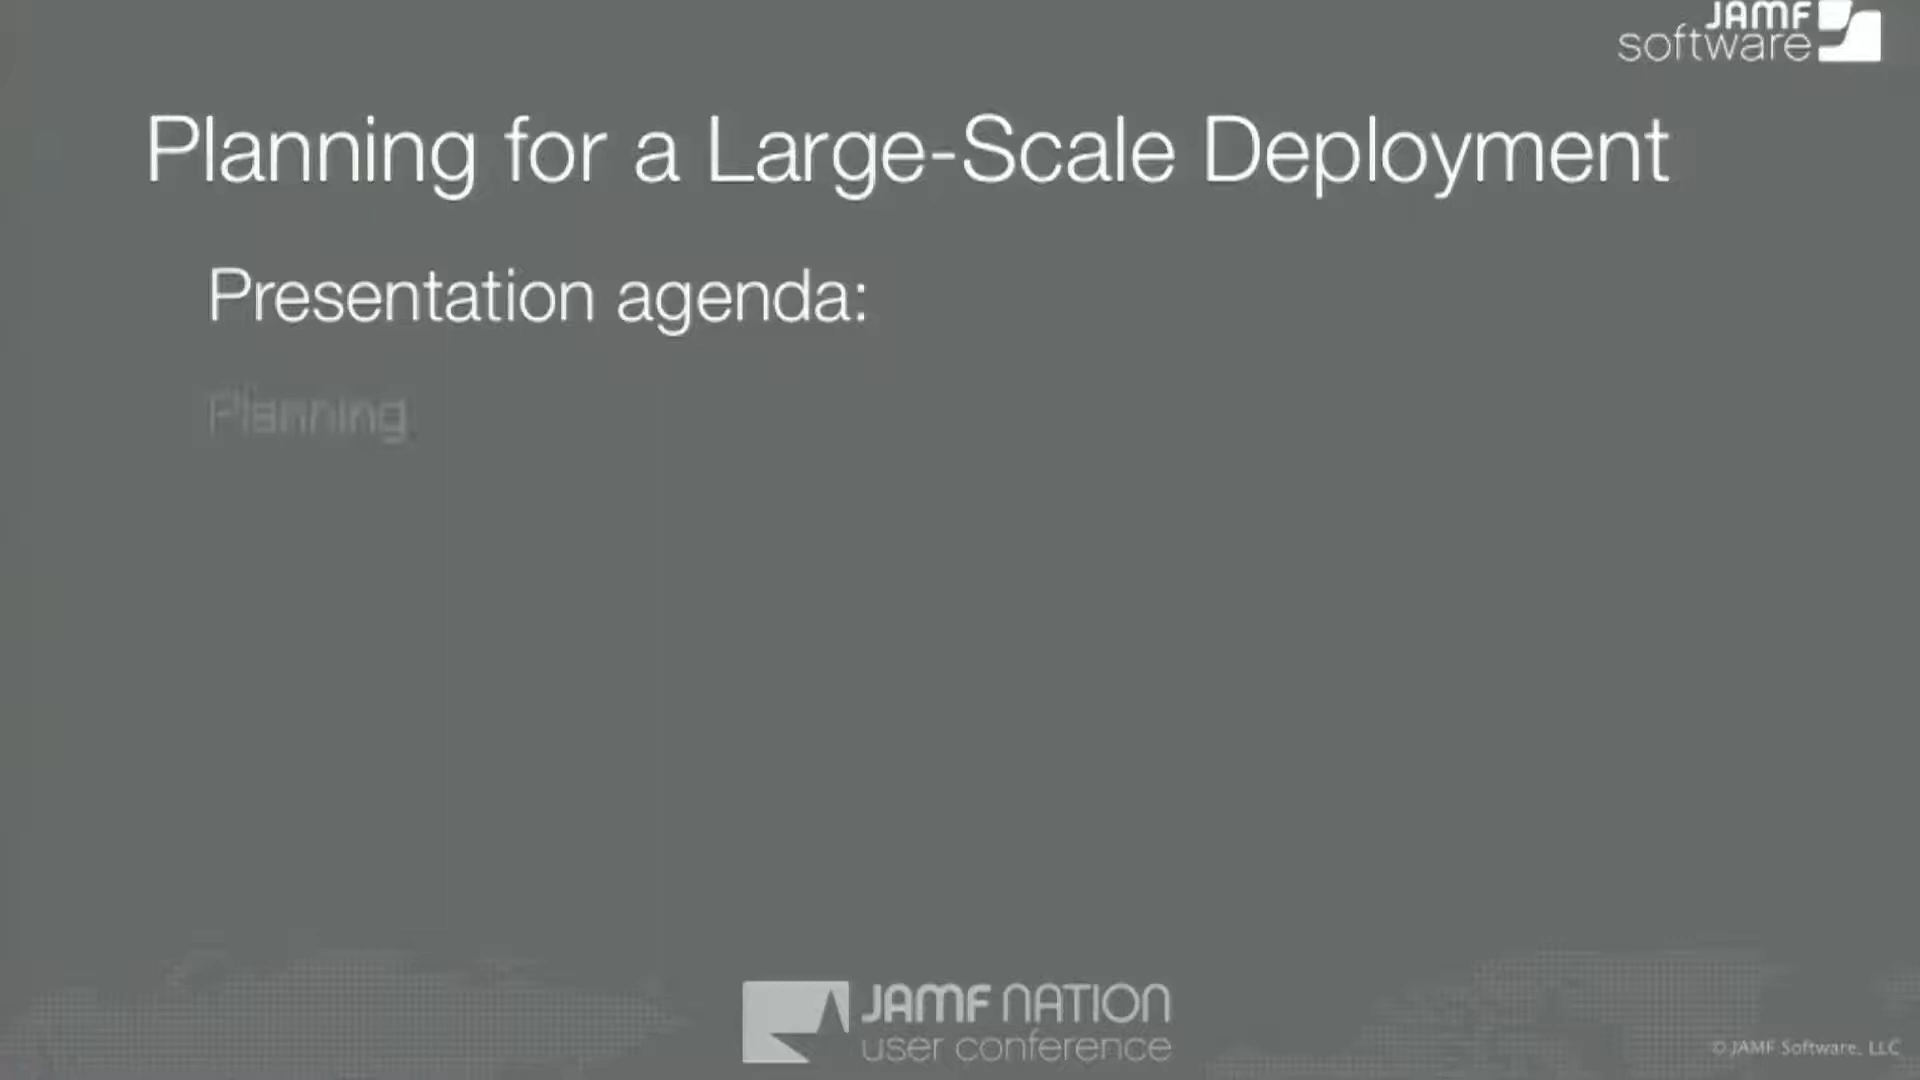 JAMF
software
Planning for a Large-Scale Deployment
Presentation agenda:
Planning
JAMF NATION
user conference
© JAMF Software, LLC